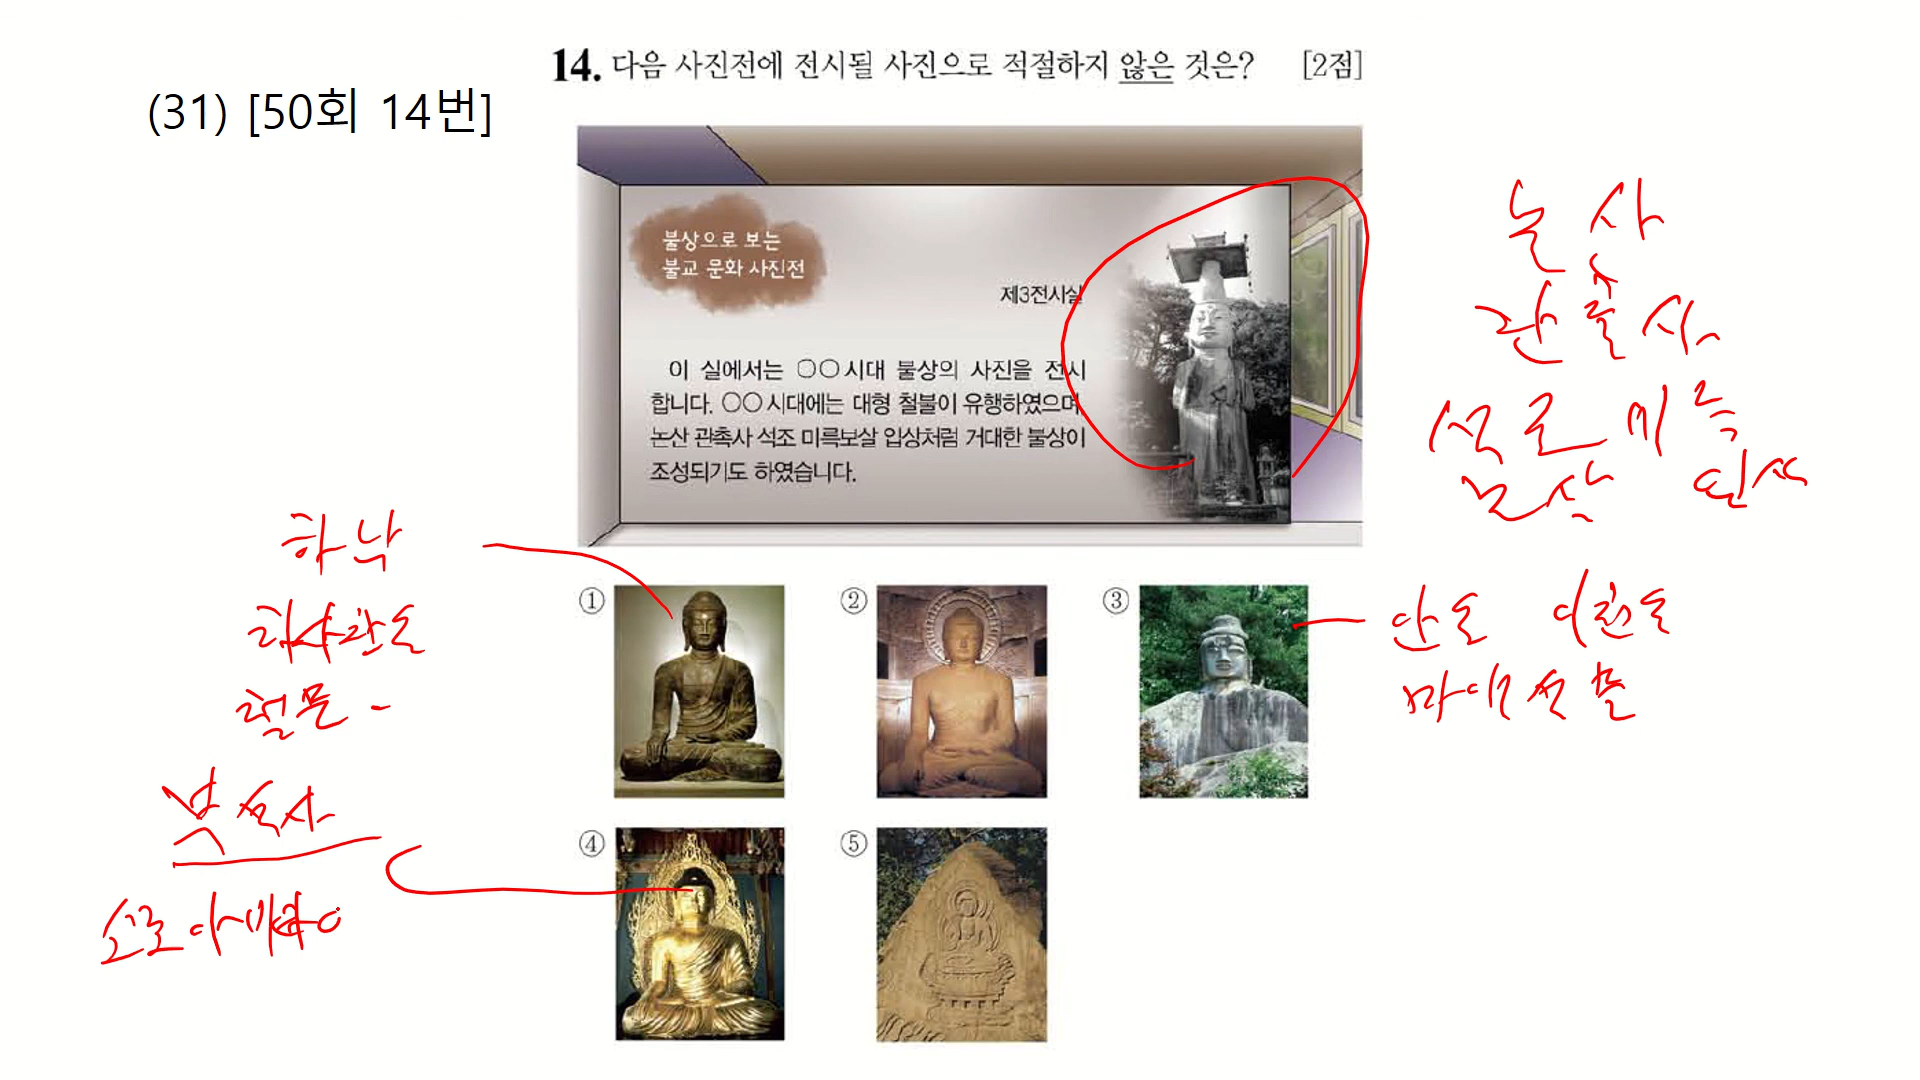 14. 다음 사진전에 전시될 사진으로 적절하지 않은 것은? [2점]
(31) [50회 14번]
불상으로 보는
불교 문화 사진전
제3전시실
이 실에서는 ○○ 시대 불상의 사진을 전시
합니다. ○○ 시대에는 대형 철불이 유행하였으며,
논산 관촉사 석조 미륵보살 입상처럼 거대한 불상이
조성되기도 하였습니다.
논산
관촉사
석조 미륵
보살 입상
하남
철불
①
②
③
이천동
마애석불
부석사
소조 아미타
④
⑤